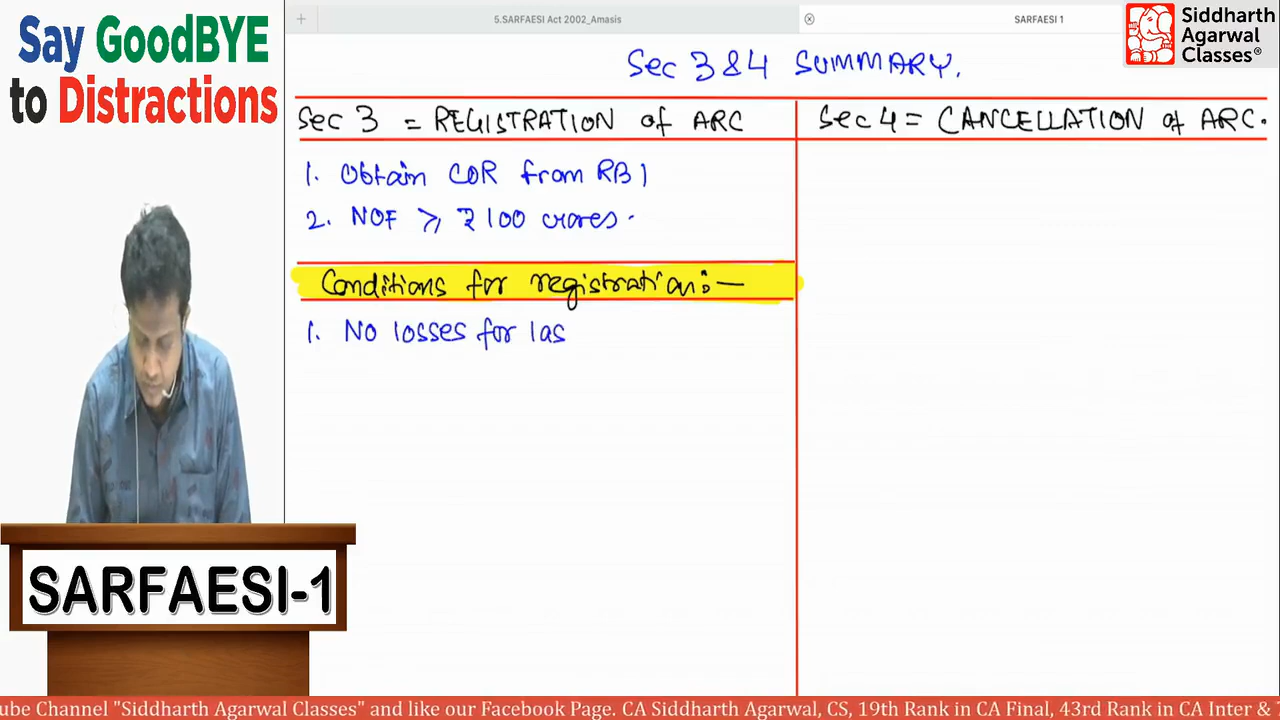 Say GoodBYE
to Distractions
5.SARFAESI Act 2002_Amasis
SARFAESI 1
Siddharth
Agarwal
Classes®
Sec 3 & 4 SUMMARY.
Sec 3 = REGISTRATION of ARC
Sec 4 = CANCELLATION of ARC.
1. Obtain COR from RBI
2. NOF ⩾ ₹100 crores.
Conditions for registration:—
1. No losses for las
SARFAESI-1
ube Channel "Siddharth Agarwal Classes" and like our Facebook Page. CA Siddharth Agarwal, CS, 19th Rank in CA Final, 43rd Rank in CA Inter &